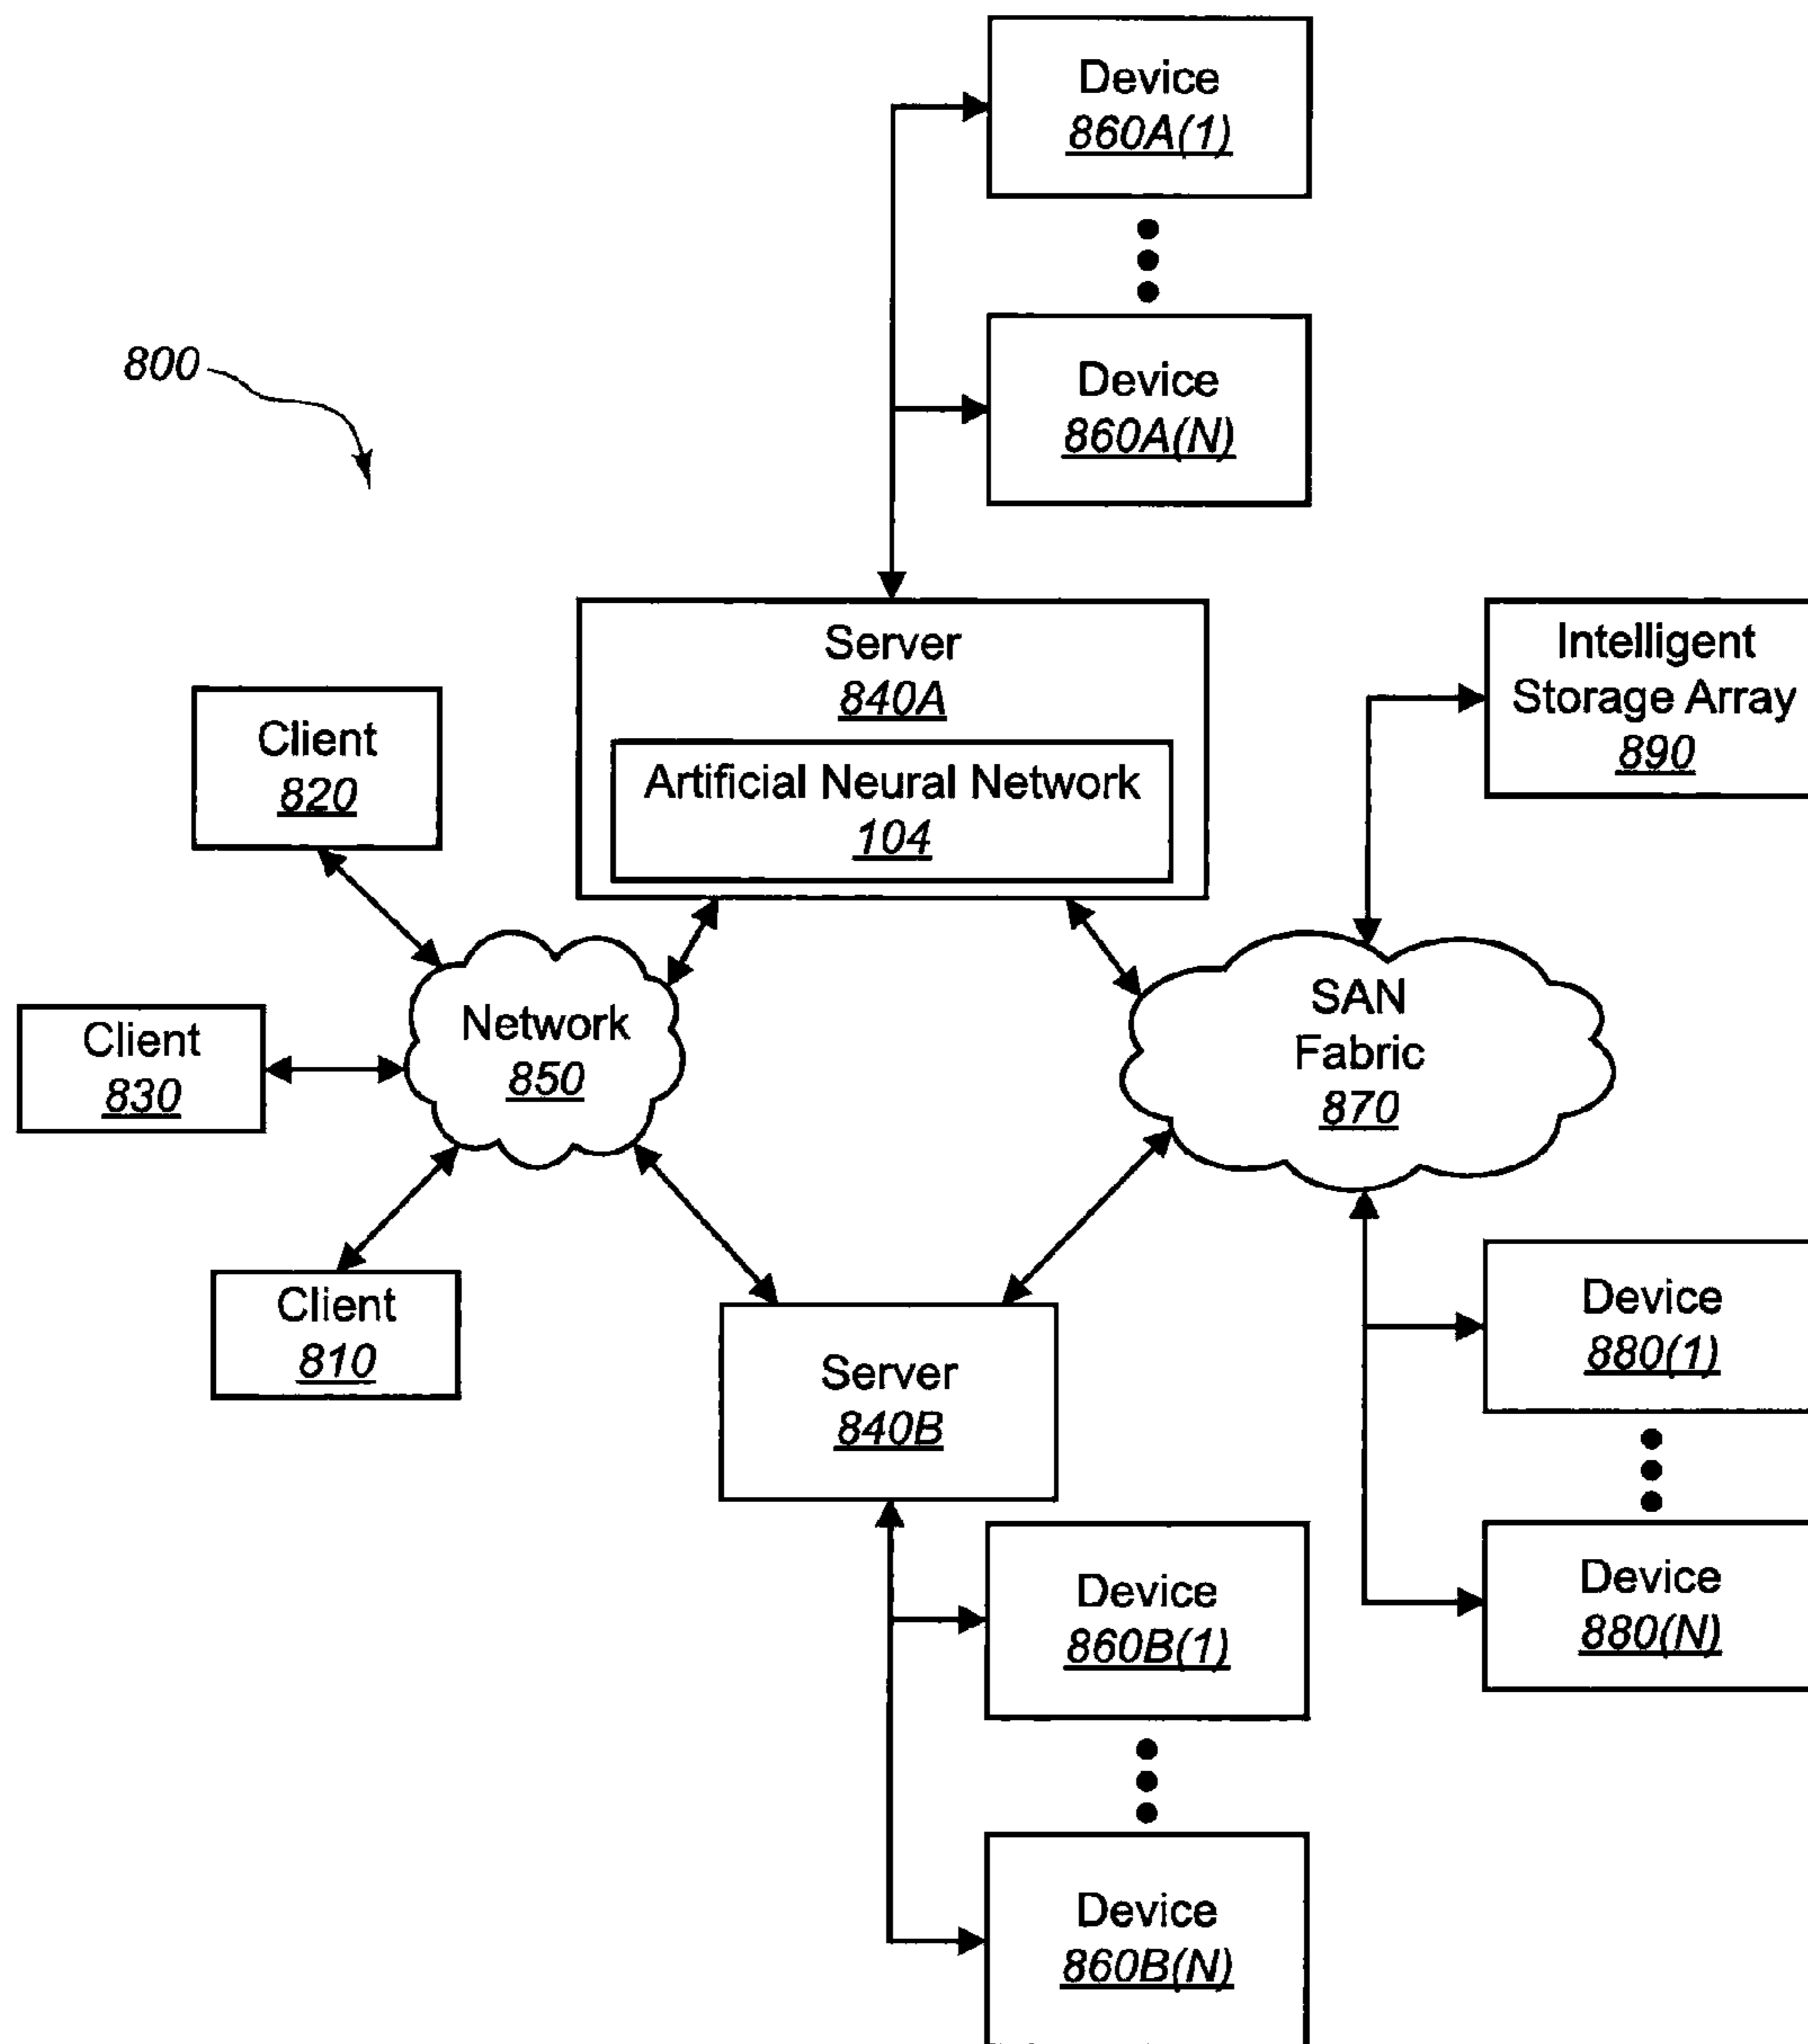 Device
860A(1)
Device
860A(N)
800
Server
840A
Artificial Neural Network
104
Intelligent
Storage Array
890
Client
820
Network
850
SAN
Fabric
870
Client
830
Client
810
Server
840B
Device
880(1)
Device
880(N)
Device
860B(1)
Device
860B(N)